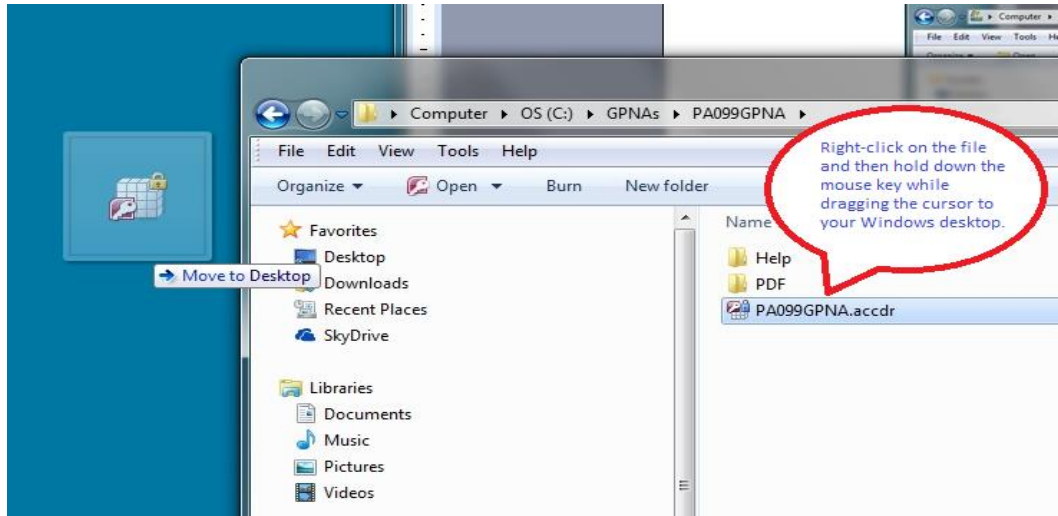 Computer ▸
File Edit View Tools
Organize Open
Computer ▸ OS (C:) ▸ GPNAs ▸ PA099GPNA ▸
File Edit View Tools Help
Organize Open Burn New folder
Right-click on the file
and then hold down the
mouse key while
dragging the cursor to
your Windows desktop.
Move to Desktop
Favorites
Desktop
Downloads
Recent Places
SkyDrive
Libraries
Documents
Music
Pictures
Videos
Name
Help
PDF
PA099GPNA.accdr